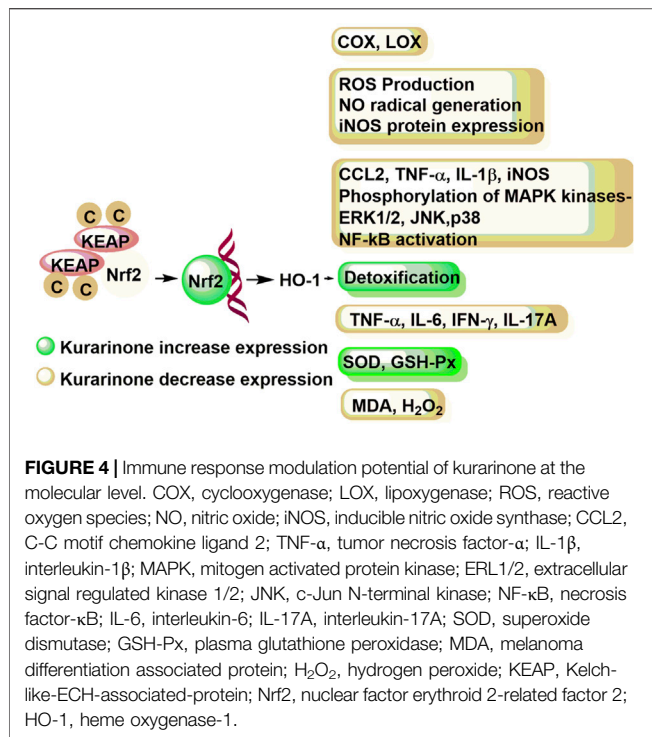 COX, LOX
ROS Production
NO radical generation
iNOS protein expression
CCL2, TNF-α, IL-1β, iNOS
Phosphorylation of MAPK kinases-
ERK1/2, JNK,p38
NF-kB activation
C C
KEAP
KEAP Nrf2
C C
Nrf2
HO-1
Detoxification
TNF-α, IL-6, IFN-γ, IL-17A
Kurarinone increase expression
SOD, GSH-Px
Kurarinone decrease expression
MDA, H₂O₂
FIGURE 4 | Immune response modulation potential of kurarinone at the
molecular level. COX, cyclooxygenase; LOX, lipoxygenase; ROS, reactive
oxygen species; NO, nitric oxide; iNOS, inducible nitric oxide synthase; CCL2,
C-C motif chemokine ligand 2; TNF-α, tumor necrosis factor-α; IL-1β,
interleukin-1β; MAPK, mitogen activated protein kinase; ERL1/2, extracellular
signal regulated kinase 1/2; JNK, c-Jun N-terminal kinase; NF-κB, necrosis
factor-κB; IL-6, interleukin-6; IL-17A, interleukin-17A; SOD, superoxide
dismutase; GSH-Px, plasma glutathione peroxidase; MDA, melanoma
differentiation associated protein; H₂O₂, hydrogen peroxide; KEAP, Kelch-
like-ECH-associated-protein; Nrf2, nuclear factor erythroid 2-related factor 2;
HO-1, heme oxygenase-1.